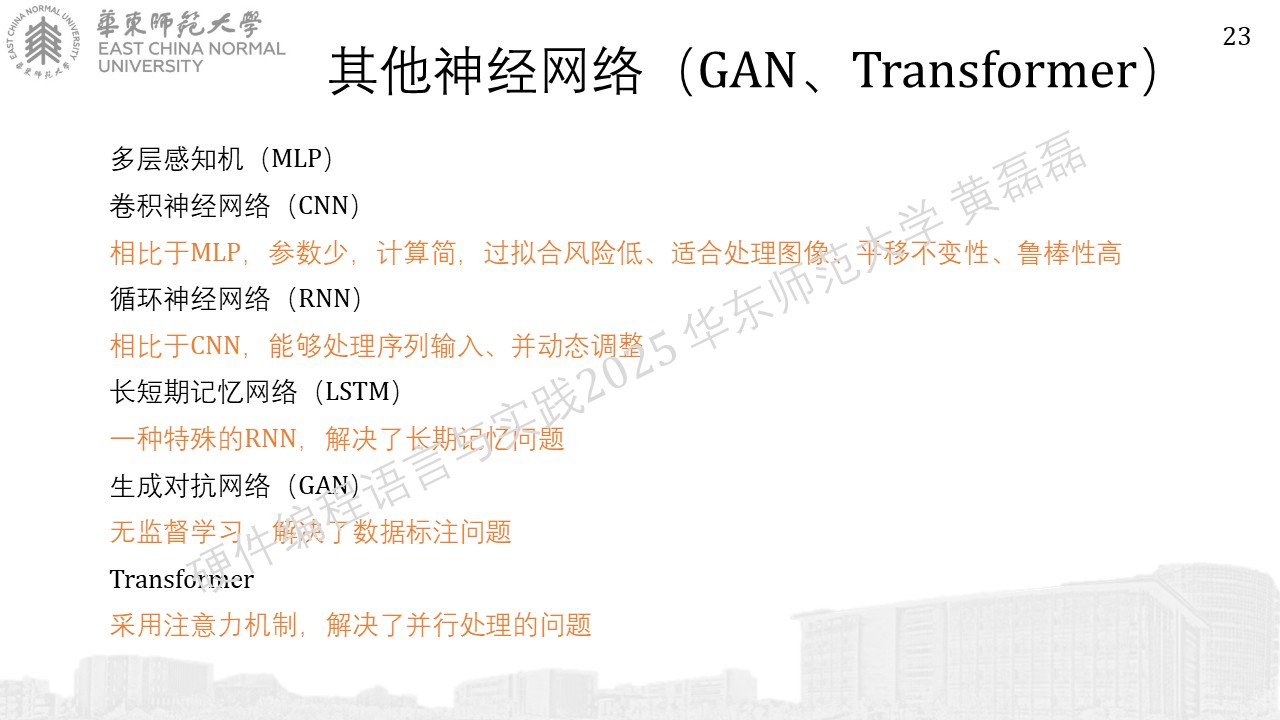 華東師范大學
EAST CHINA NORMAL
UNIVERSITY
EAST CHINA NORMAL UNIVERSITY
華東师范大学
23
其他神经网络（GAN、Transformer）
多层感知机（MLP）
卷积神经网络（CNN）
相比于MLP，参数少，计算简，过拟合风险低、适合处理图像、平移不变性、鲁棒性高
循环神经网络（RNN）
相比于CNN，能够处理序列输入、并动态调整
长短期记忆网络（LSTM）
一种特殊的RNN，解决了长期记忆问题
生成对抗网络（GAN）
无监督学习，解决了数据标注问题
Transformer
采用注意力机制，解决了并行处理的问题
硬件编程语言与实践2025 华东师范大学 黄磊磊